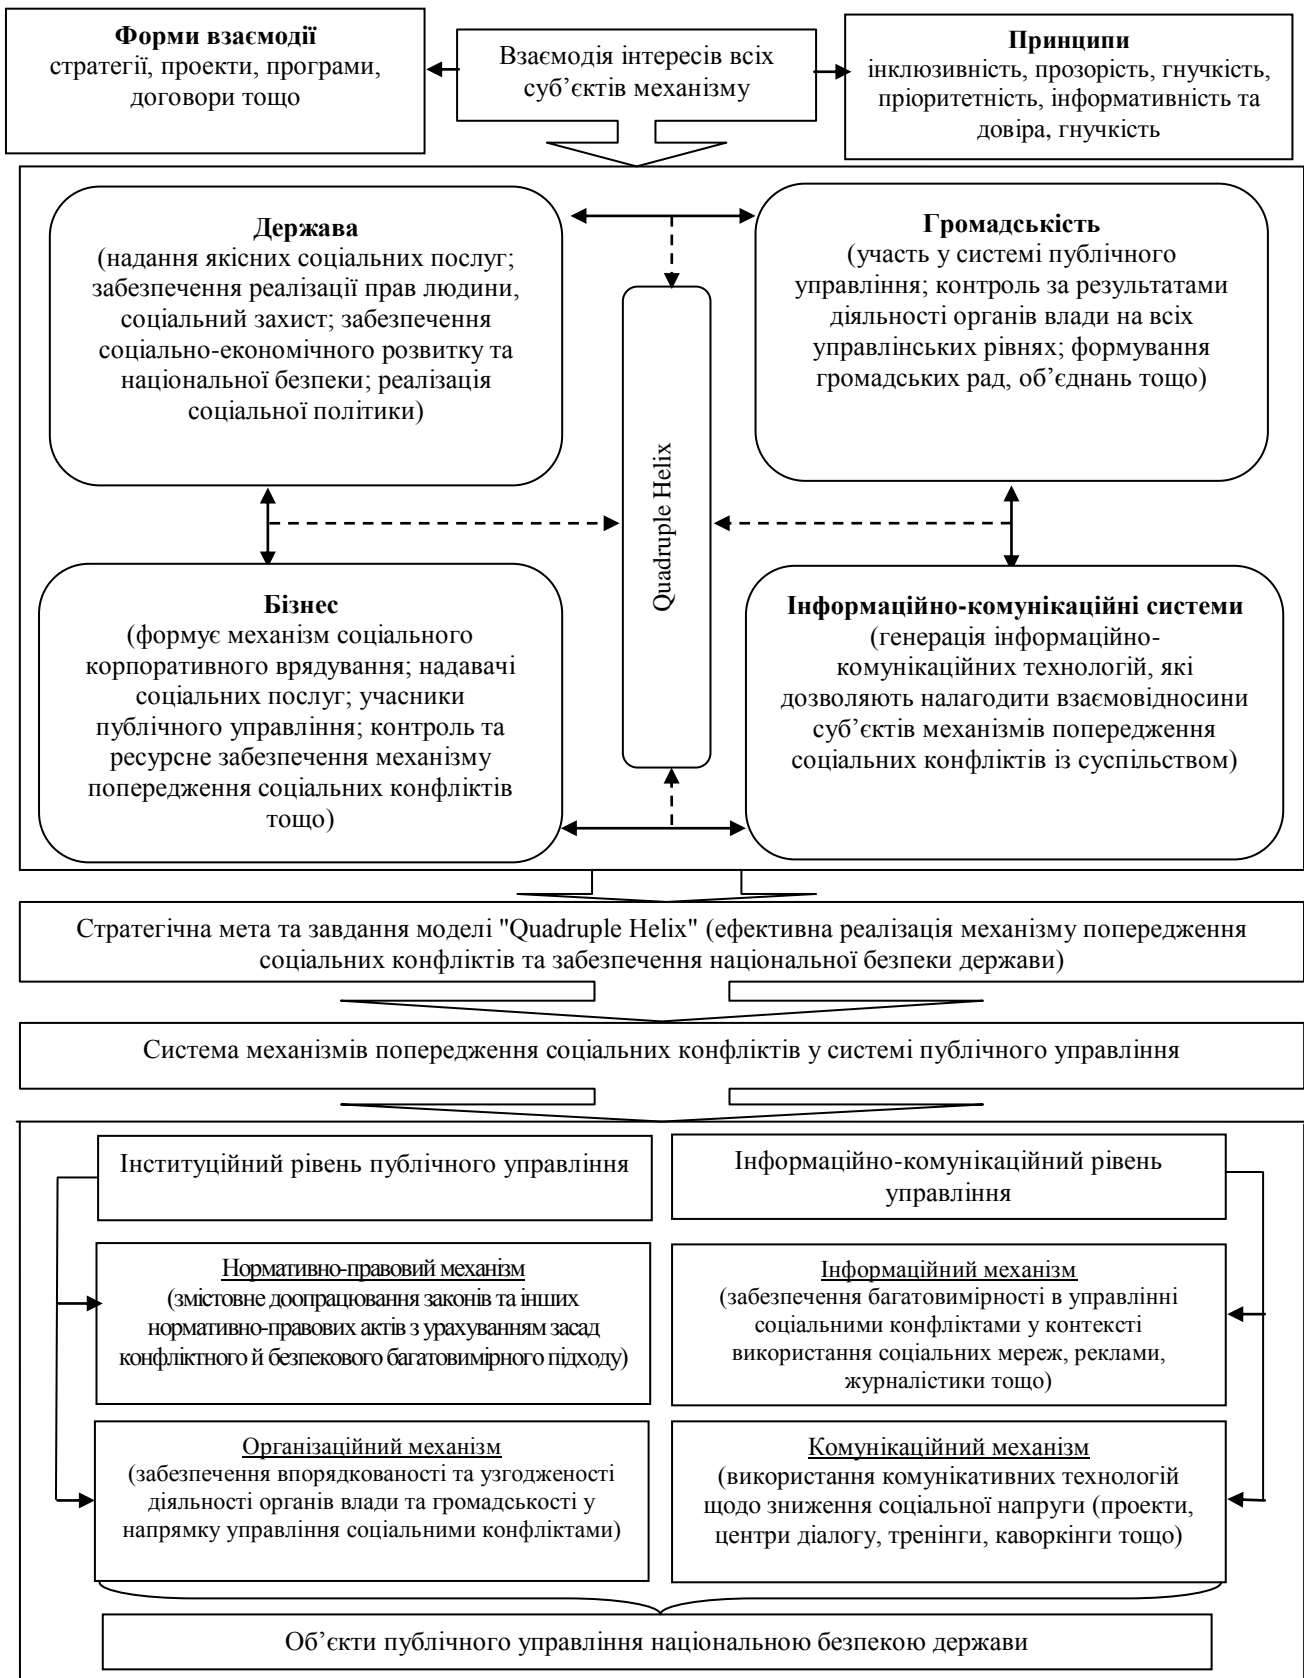 Форми взаємодії
стратегії, проекти, програми,
договори тощо
Взаємодія інтересів всіх
суб’єктів механізму
Принципи
інклюзивність, прозорість, гнучкість,
пріоритетність, інформативність та
довіра, гнучкість
Держава
(надання якісних соціальних послуг;
забезпечення реалізації прав людини,
соціальний захист; забезпечення
соціально-економічного розвитку та
національної безпеки; реалізація
соціальної політики)
Громадськість
(участь у системі публічного
управління; контроль за результатами
діяльності органів влади на всіх
управлінських рівнях; формування
громадських рад, об’єднань тощо)
Quadruple Helix
Бізнес
(формує механізм соціального
корпоративного врядування; надавачі
соціальних послуг; учасники
публічного управління; контроль та
ресурсне забезпечення механізму
попередження соціальних конфліктів
тощо)
Інформаційно-комунікаційні системи
(генерація інформаційно-
комунікаційних технологій, які
дозволяють налагодити взаємовідносини
суб’єктів механізмів попередження
соціальних конфліктів із суспільством)
Стратегічна мета та завдання моделі "Quadruple Helix" (ефективна реалізація механізму попередження
соціальних конфліктів та забезпечення національної безпеки держави)
Система механізмів попередження соціальних конфліктів у системі публічного управління
Інституційний рівень публічного управління
Інформаційно-комунікаційний рівень
управління
Нормативно-правовий механізм
(змістовне доопрацювання законів та інших
нормативно-правових актів з урахуванням засад
конфліктного й безпекового багатовимірного підходу)
Інформаційний механізм
(забезпечення багатовимірності в управлінні
соціальними конфліктами у контексті
використання соціальних мереж, реклами,
журналістики тощо)
Організаційний механізм
(забезпечення впорядкованості та узгодженості
діяльності органів влади та громадськості у
напрямку управління соціальними конфліктами)
Комунікаційний механізм
(використання комунікативних технологій
щодо зниження соціальної напруги (проекти,
центри діалогу, тренінги, каворкінги тощо)
Об’єкти публічного управління національною безпекою держави